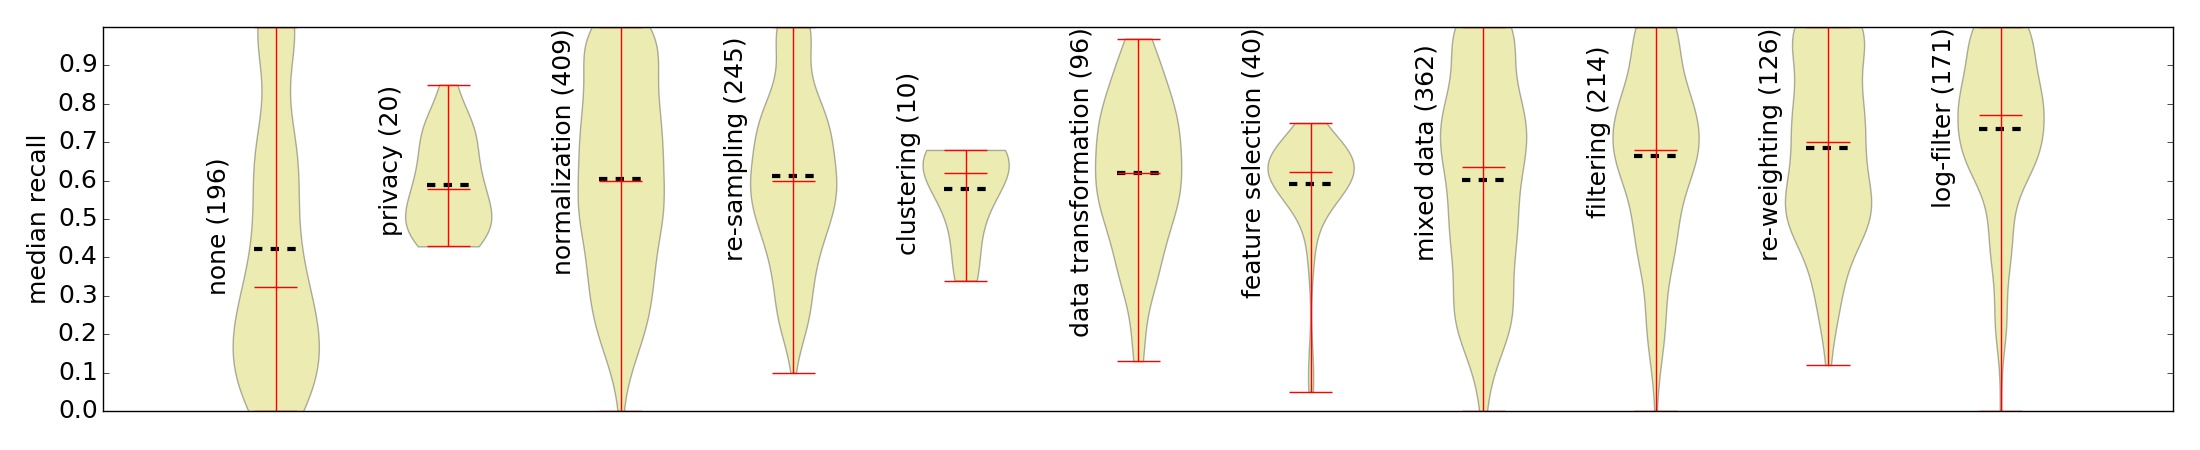 median recall
0.9
0.8
0.7
0.6
0.5
0.4
0.3
0.2
0.1
0.0
none (196)
privacy (20)
normalization (409)
re-sampling (245)
clustering (10)
data transformation (96)
feature selection (40)
mixed data (362)
filtering (214)
re-weighting (126)
log-filter (171)